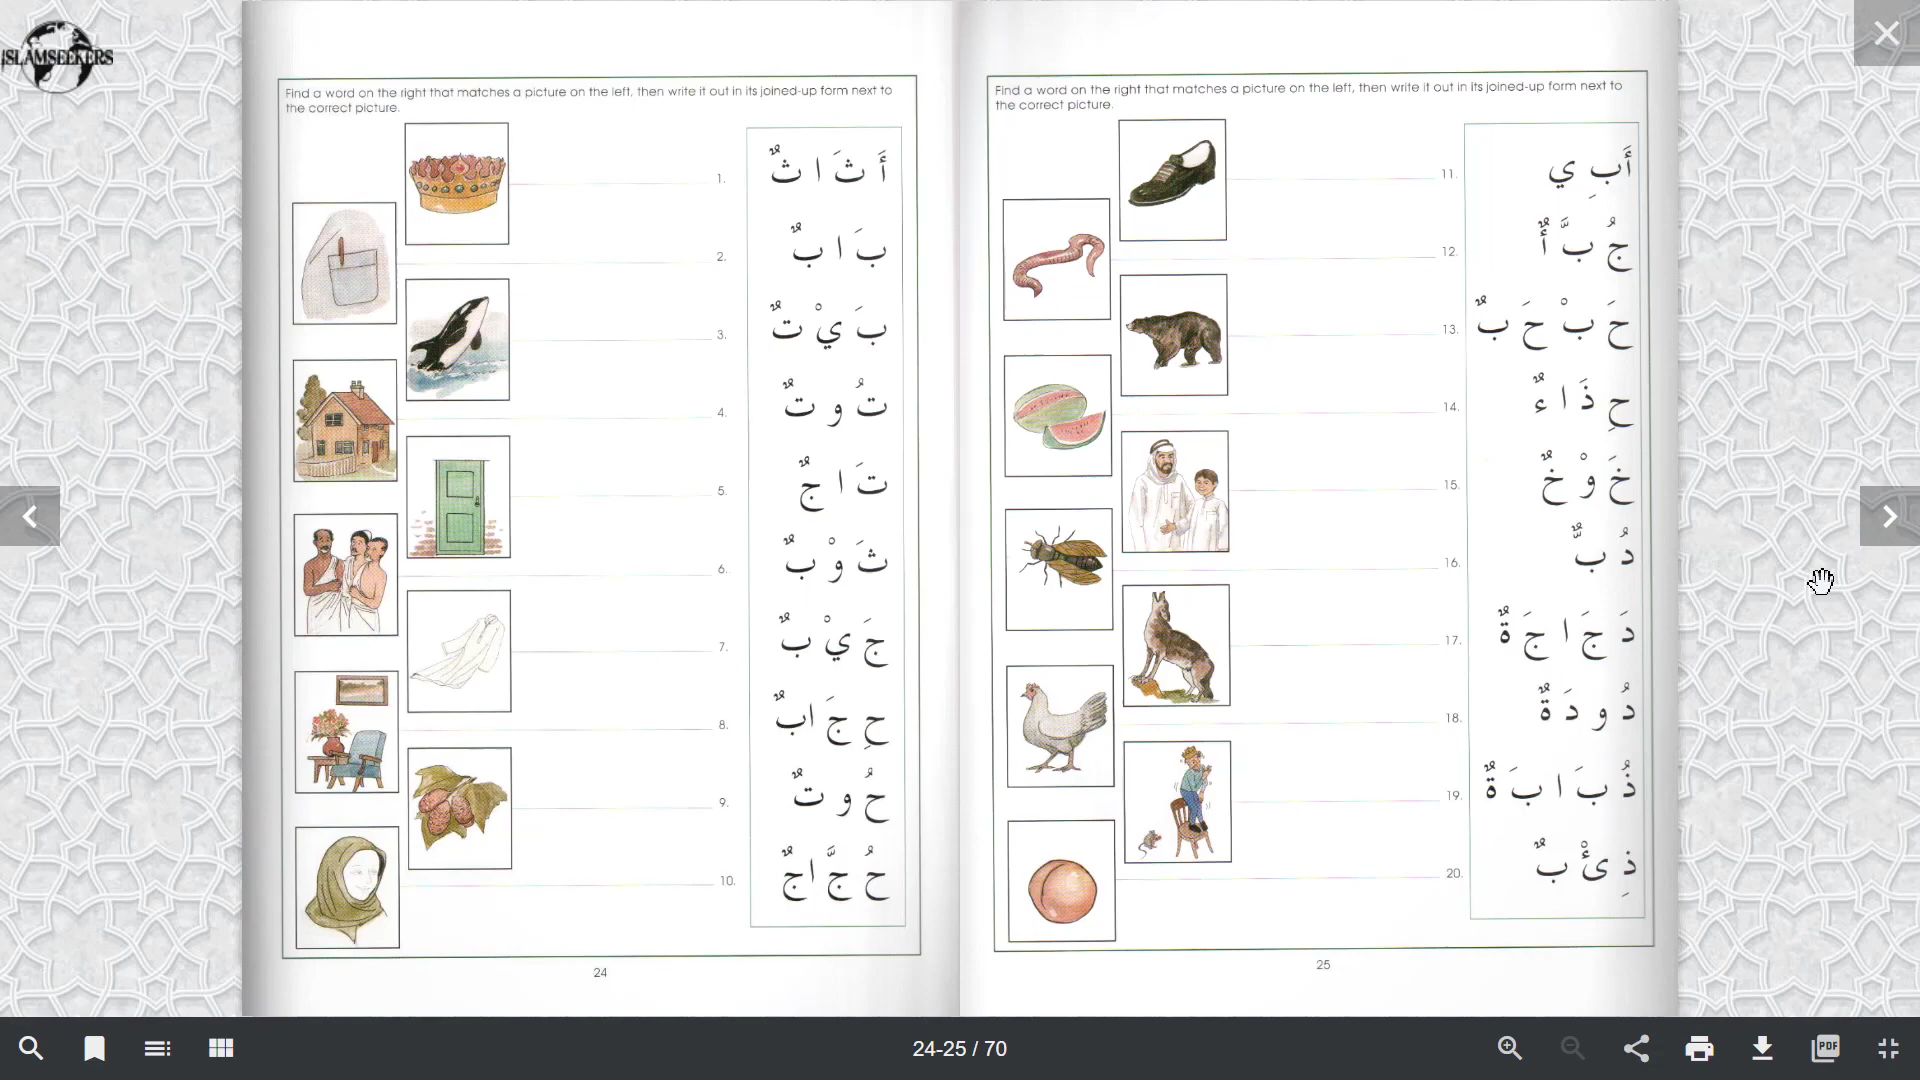 ISLAMSEEKERS
Find a word on the right that matches a picture on the left, then write it out in its joined-up form next to
the correct picture.
1. أَ ثَ ا ثٌ
2. بَ ا بٌ
3. بَ يْ تٌ
4. تُ و تٌ
5. تَ ا جٌ
6. ثَ وْ بٌ
7. جَ يْ بٌ
8. حِ جَ ابٌ
9. حُ و تٌ
10. حُ جَّ اجٌ
24
Find a word on the right that matches a picture on the left, then write it out in its joined-up form next to
the correct picture.
11. أَبِ ي
12. جُ بَّ أٌ
13. حَ بْ حَ بٌ
14. حِ ذَ ا ءٌ
15. خَ وْ خٌ
16. دُ بٌّ
17. دَ جَ ا جَ ةٌ
18. دُ و دَ ةٌ
19. ذُ بَ ا بَ ةٌ
20. ذِ ئْ بٌ
25
24-25 / 70
PDF